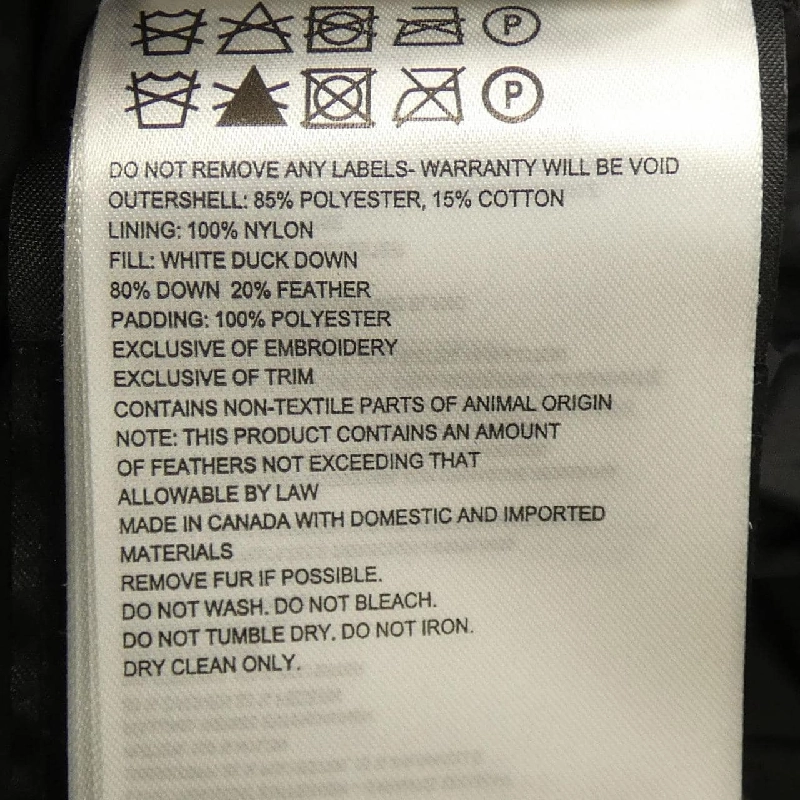 P
P
DO NOT REMOVE ANY LABELS- WARRANTY WILL BE VOID
OUTERSHELL: 85% POLYESTER, 15% COTTON
LINING: 100% NYLON
FILL: WHITE DUCK DOWN
80% DOWN 20% FEATHER
PADDING: 100% POLYESTER
EXCLUSIVE OF EMBROIDERY
EXCLUSIVE OF TRIM
CONTAINS NON-TEXTILE PARTS OF ANIMAL ORIGIN
NOTE: THIS PRODUCT CONTAINS AN AMOUNT
OF FEATHERS NOT EXCEEDING THAT
ALLOWABLE BY LAW
MADE IN CANADA WITH DOMESTIC AND IMPORTED
MATERIALS
REMOVE FUR IF POSSIBLE.
DO NOT WASH. DO NOT BLEACH.
DO NOT TUMBLE DRY. DO NOT IRON.
DRY CLEAN ONLY.